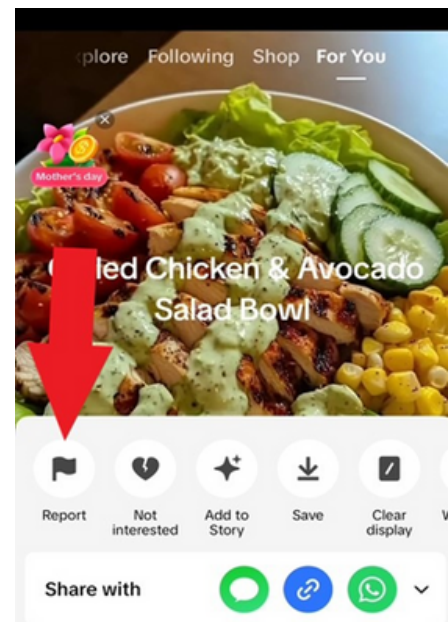 plore Following Shop For You
Mother's day
led Chicken & Avocado
Salad Bowl
Report Not interested Add to Story Save Clear display
Share with